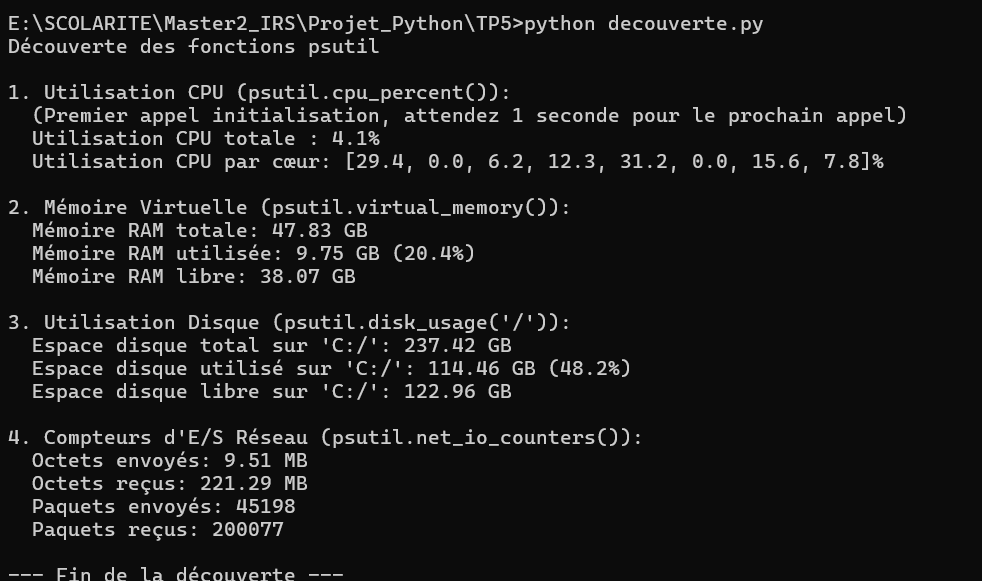 E:\SCOLARITE\Master2_IRS\Projet_Python\TP5>python decouverte.py
Découverte des fonctions psutil
1. Utilisation CPU (psutil.cpu_percent()):
(Premier appel initialisation, attendez 1 seconde pour le prochain appel)
Utilisation CPU totale : 4.1%
Utilisation CPU par cœur: [29.4, 0.0, 6.2, 12.3, 31.2, 0.0, 15.6, 7.8]%
2. Mémoire Virtuelle (psutil.virtual_memory()):
Mémoire RAM totale: 47.83 GB
Mémoire RAM utilisée: 9.75 GB (20.4%)
Mémoire RAM libre: 38.07 GB
3. Utilisation Disque (psutil.disk_usage('/')):
Espace disque total sur 'C:/': 237.42 GB
Espace disque utilisé sur 'C:/': 114.46 GB (48.2%)
Espace disque libre sur 'C:/': 122.96 GB
4. Compteurs d'E/S Réseau (psutil.net_io_counters()):
Octets envoyés: 9.51 MB
Octets reçus: 221.29 MB
Paquets envoyés: 45198
Paquets reçus: 200077
--- Fin de la découverte ---